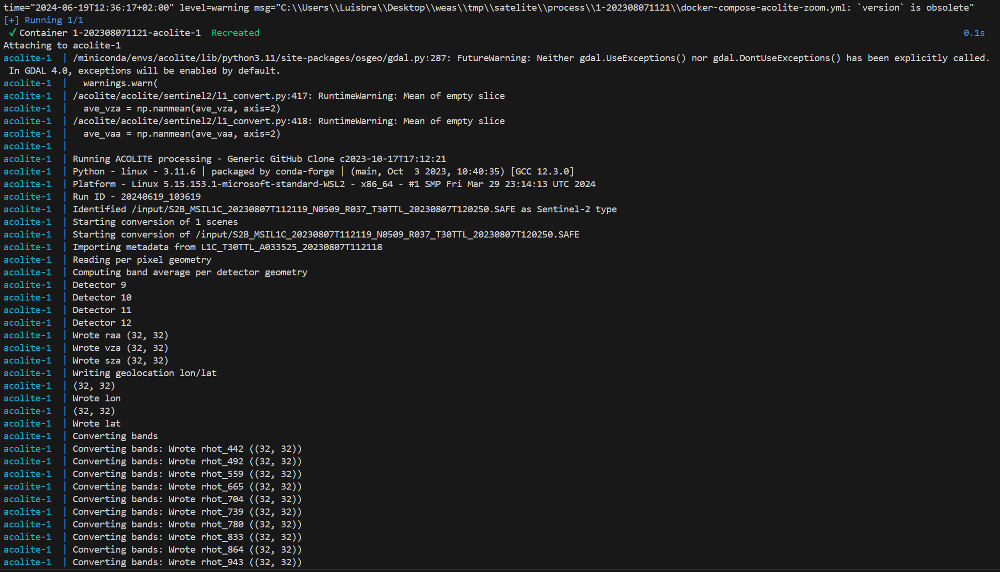 time="2024-06-19T12:36:17+02:00" level=warning msg="C:\\Users\\Luisbra\\Desktop\\weas\\tmp\\satelite\\process\\1-202308071121\\docker-compose-acolite-zoom.yml: `version` is obsolete"
[+] Running 1/1
 ✓ Container 1-202308071121-acolite-1  Recreated 0.1s
Attaching to acolite-1
acolite-1  | /miniconda/envs/acolite/lib/python3.11/site-packages/osgeo/gdal.py:287: FutureWarning: Neither gdal.UseExceptions() nor gdal.DontUseExceptions() has been explicitly called.
 In GDAL 4.0, exceptions will be enabled by default.
acolite-1  |   warnings.warn(
acolite-1  | /acolite/acolite/sentinel2/l1_convert.py:417: RuntimeWarning: Mean of empty slice
acolite-1  |   ave_vza = np.nanmean(ave_vza, axis=2)
acolite-1  | /acolite/acolite/sentinel2/l1_convert.py:418: RuntimeWarning: Mean of empty slice
acolite-1  |   ave_vaa = np.nanmean(ave_vaa, axis=2)
acolite-1  |
acolite-1  | Running ACOLITE processing - Generic GitHub Clone c2023-10-17T17:12:21
acolite-1  | Python - linux - 3.11.6 | packaged by conda-forge | (main, Oct  3 2023, 10:40:35) [GCC 12.3.0]
acolite-1  | Platform - Linux 5.15.153.1-microsoft-standard-WSL2 - x86_64 - #1 SMP Fri Mar 29 23:14:13 UTC 2024
acolite-1  | Run ID - 20240619_103619
acolite-1  | Identified /input/S2B_MSIL1C_20230807T112119_N0509_R037_T30TTL_20230807T120250.SAFE as Sentinel-2 type
acolite-1  | Starting conversion of 1 scenes
acolite-1  | Starting conversion of /input/S2B_MSIL1C_20230807T112119_N0509_R037_T30TTL_20230807T120250.SAFE
acolite-1  | Importing metadata from L1C_T30TTL_A033525_20230807T112118
acolite-1  | Reading per pixel geometry
acolite-1  | Computing band average per detector geometry
acolite-1  | Detector 9
acolite-1  | Detector 10
acolite-1  | Detector 11
acolite-1  | Detector 12
acolite-1  | Wrote raa (32, 32)
acolite-1  | Wrote vza (32, 32)
acolite-1  | Wrote sza (32, 32)
acolite-1  | Writing geolocation lon/lat
acolite-1  | (32, 32)
acolite-1  | Wrote lon
acolite-1  | (32, 32)
acolite-1  | Wrote lat
acolite-1  | Converting bands
acolite-1  | Converting bands: Wrote rhot_442 ((32, 32))
acolite-1  | Converting bands: Wrote rhot_492 ((32, 32))
acolite-1  | Converting bands: Wrote rhot_559 ((32, 32))
acolite-1  | Converting bands: Wrote rhot_665 ((32, 32))
acolite-1  | Converting bands: Wrote rhot_704 ((32, 32))
acolite-1  | Converting bands: Wrote rhot_739 ((32, 32))
acolite-1  | Converting bands: Wrote rhot_780 ((32, 32))
acolite-1  | Converting bands: Wrote rhot_833 ((32, 32))
acolite-1  | Converting bands: Wrote rhot_864 ((32, 32))
acolite-1  | Converting bands: Wrote rhot_943 ((32, 32))